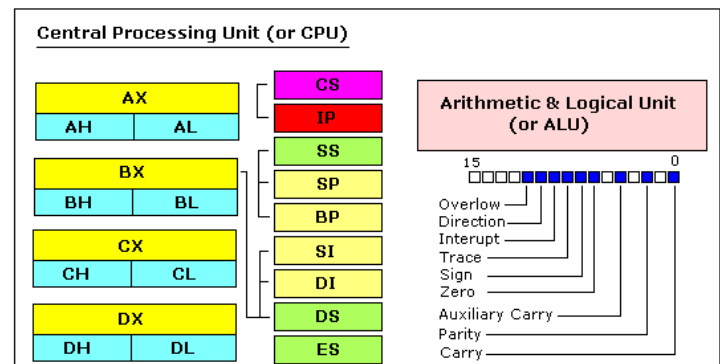 Central Processing Unit (or CPU)
AX
AH AL
BX
BH BL
CX
CH CL
DX
DH DL
CS
IP
SS
SP
BP
SI
DI
DS
ES
Arithmetic & Logical Unit
(or ALU)
15 0
Overlow
Direction
Interupt
Trace
Sign
Zero
Auxiliary Carry
Parity
Carry